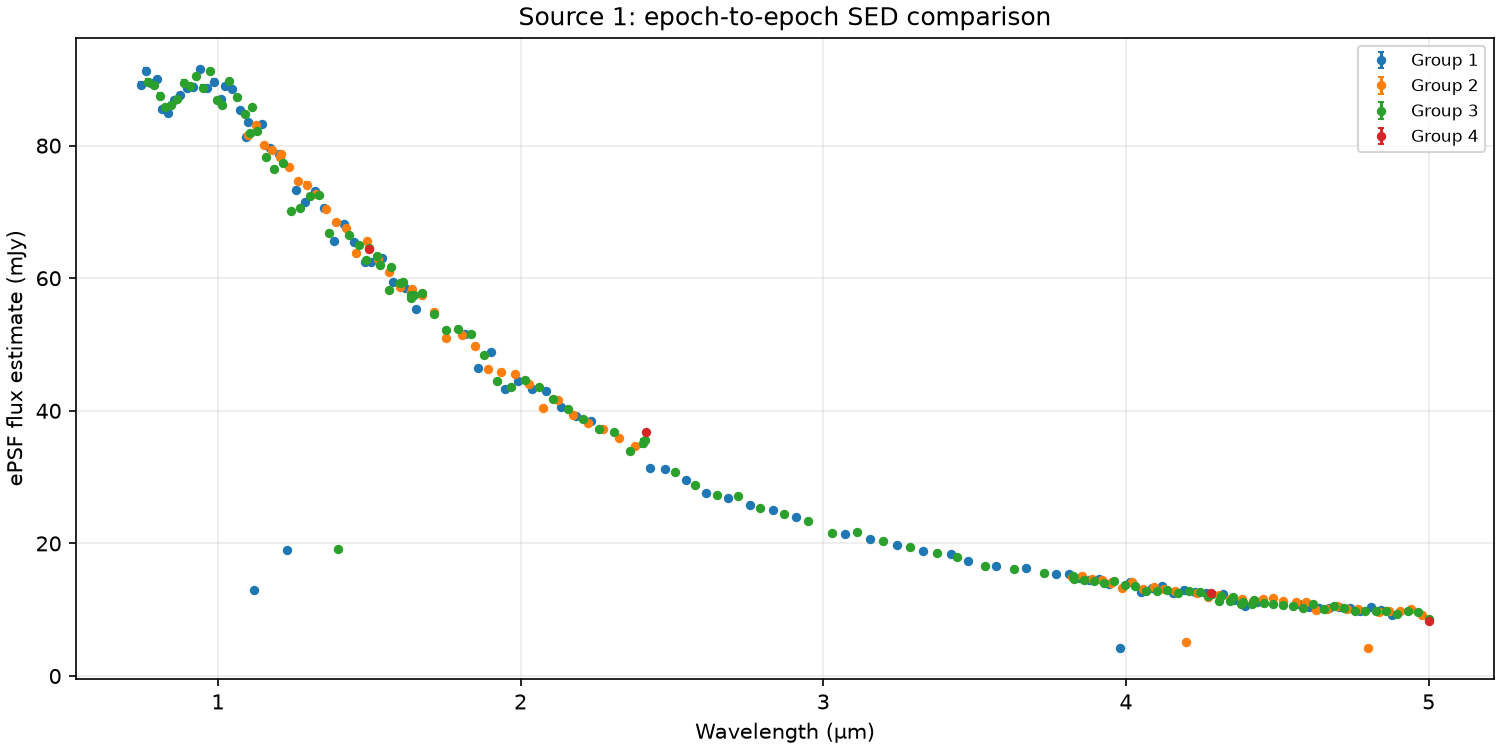 Source 1: epoch-to-epoch SED comparison
Group 1
Group 2
Group 3
Group 4
ePSF flux estimate (mJy)
80
60
40
20
0
1 2 3 4 5
Wavelength (μm)